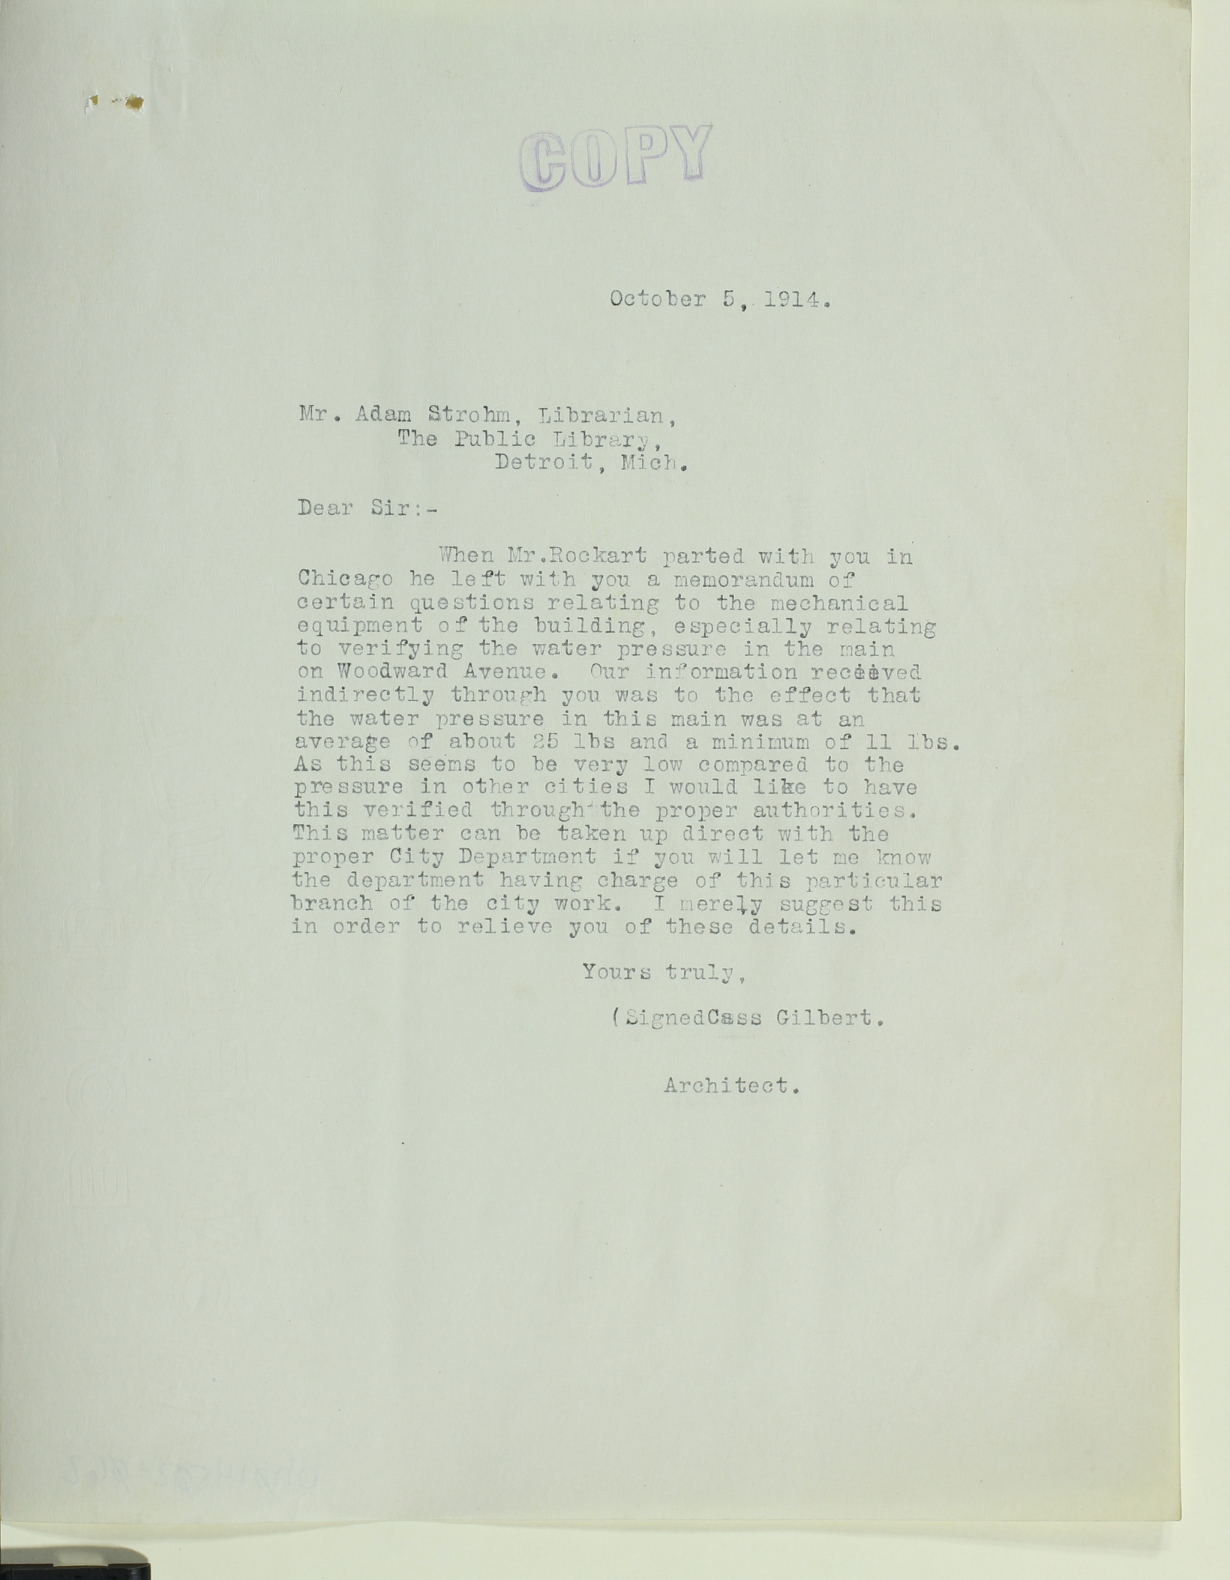 COPY
October 5, 1914.
Mr. Adam Strohm, Librarian,
The Public Library,
Detroit, Mich.
Dear Sir:-
When Mr.Rockart parted with you in
Chicago he left with you a memorandum of
certain questions relating to the mechanical
equipment of the building, especially relating
to verifying the water pressure in the main
on Woodward Avenue. Our information received
indirectly through you was to the effect that
the water pressure in this main was at an
average of about 25 lbs and a minimum of 11 lbs.
As this seems to be very low compared to the
pressure in other cities I would like to have
this verified through the proper authorities.
This matter can be taken up direct with the
proper City Department if you will let me know
the department having charge of this particular
branch of the city work. I merely suggest this
in order to relieve you of these details.
Yours truly,
(SignedCass Gilbert.
Architect.